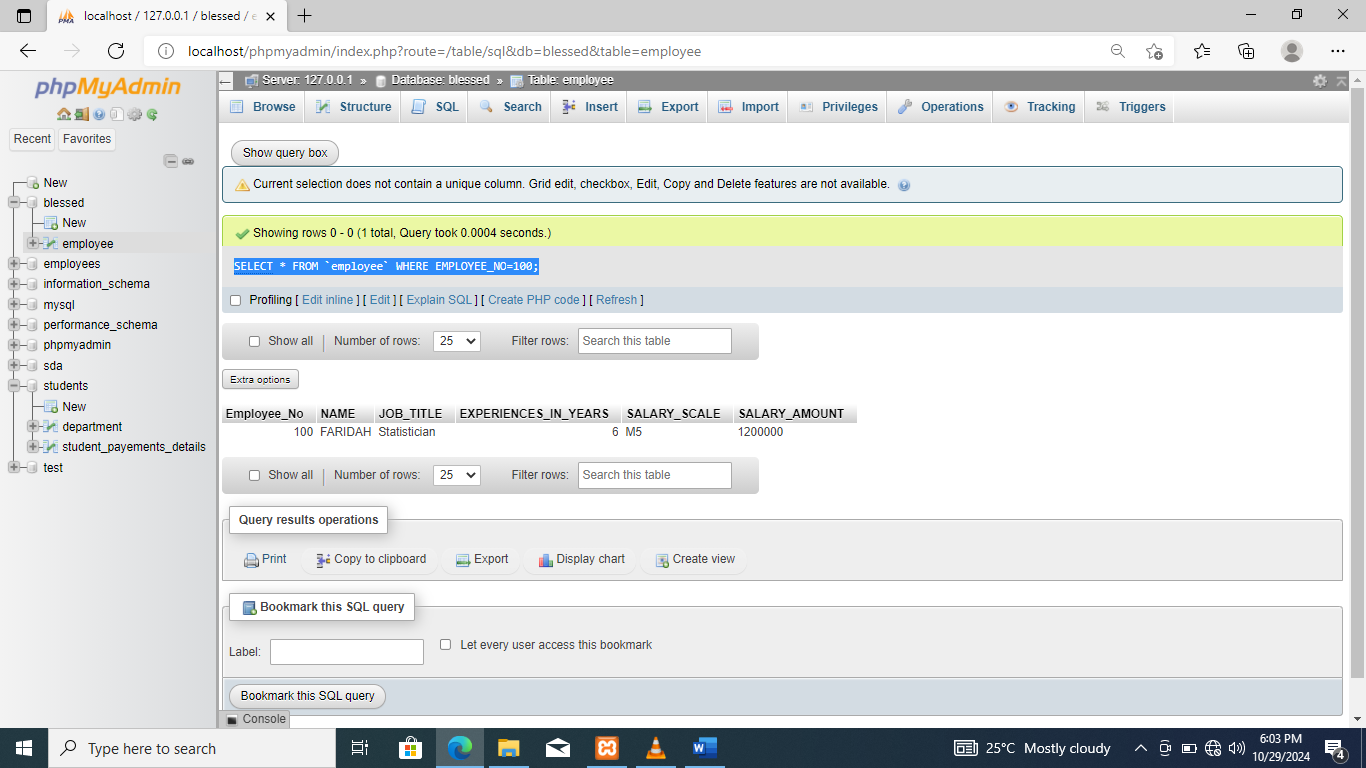 localhost / 127.0.0.1 / blessed / e
localhost/phpmyadmin/index.php?route=/table/sql&db=blessed&table=employee
phpMyAdmin
Recent Favorites
New
blessed
New
employee
employees
information_schema
mysql
performance_schema
phpmyadmin
sda
students
New
department
student_payements_details
test
Server: 127.0.0.1 » Database: blessed » Table: employee
Browse Structure SQL Search Insert Export Import Privileges Operations Tracking Triggers
Show query box
Current selection does not contain a unique column. Grid edit, checkbox, Edit, Copy and Delete features are not available.
Showing rows 0 - 0 (1 total, Query took 0.0004 seconds.)
SELECT * FROM `employee` WHERE EMPLOYEE_NO=100;
Profiling [ Edit inline ] [ Edit ] [ Explain SQL ] [ Create PHP code ] [ Refresh ]
Show all Number of rows: 25 Filter rows: Search this table
Extra options
Employee_No NAME JOB_TITLE EXPERIENCES_IN_YEARS SALARY_SCALE SALARY_AMOUNT
100 FARIDAH Statistician 6 M5 1200000
Show all Number of rows: 25 Filter rows: Search this table
Query results operations
Print Copy to clipboard Export Display chart Create view
Bookmark this SQL query
Label: Let every user access this bookmark
Bookmark this SQL query
Console
Type here to search
25°C Mostly cloudy
6:03 PM
10/29/2024
4